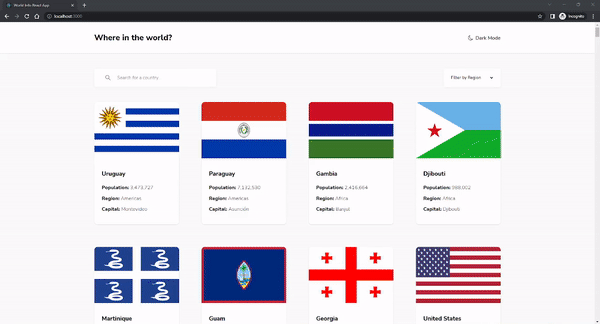 World Info React App
localhost:3000
Incognito
Where in the world?
Dark Mode
Search for a country
Filter by Region
Uruguay
Population: 3,473,727
Region: Americas
Capital: Montevideo
Paraguay
Population: 7,132,530
Region: Americas
Capital: Asunción
Gambia
Population: 2,416,664
Region: Africa
Capital: Banjul
Djibouti
Population: 988,002
Region: Africa
Capital: Djibouti
Martinique
Guam
Georgia
United States